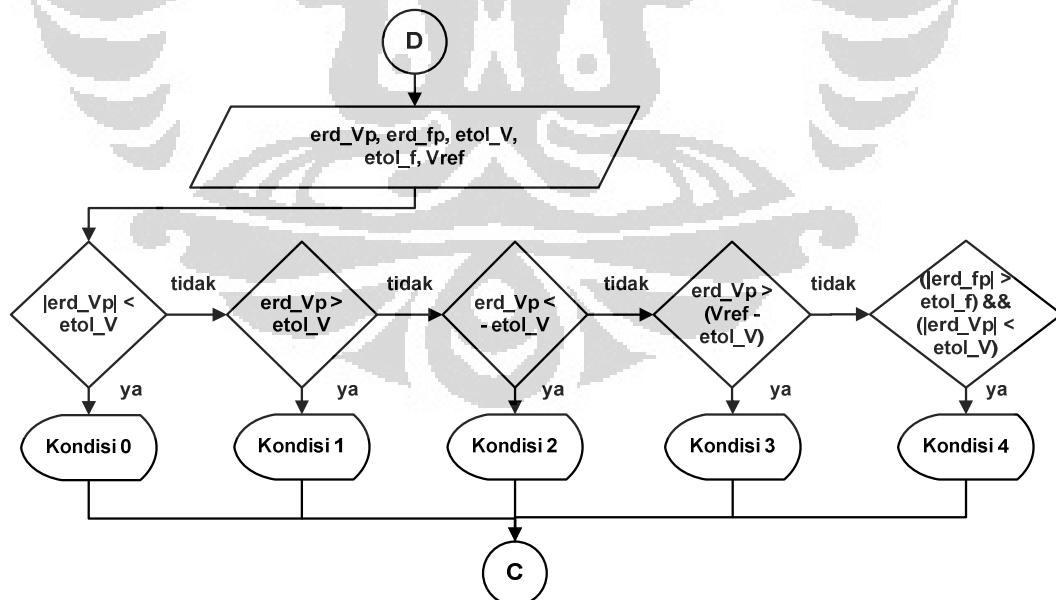 D
erd_Vp, erd_fp, etol_V,
etol_f, Vref
|erd_Vp| <
etol_V
tidak
erd_Vp >
etol_V
tidak
erd_Vp <
- etol_V
tidak
erd_Vp >
(Vref -
etol_V)
tidak
(|erd_fp| >
etol_f) &&
(|erd_Vp| <
etol_V)
ya
ya
ya
ya
ya
Kondisi 0
Kondisi 1
Kondisi 2
Kondisi 3
Kondisi 4
C